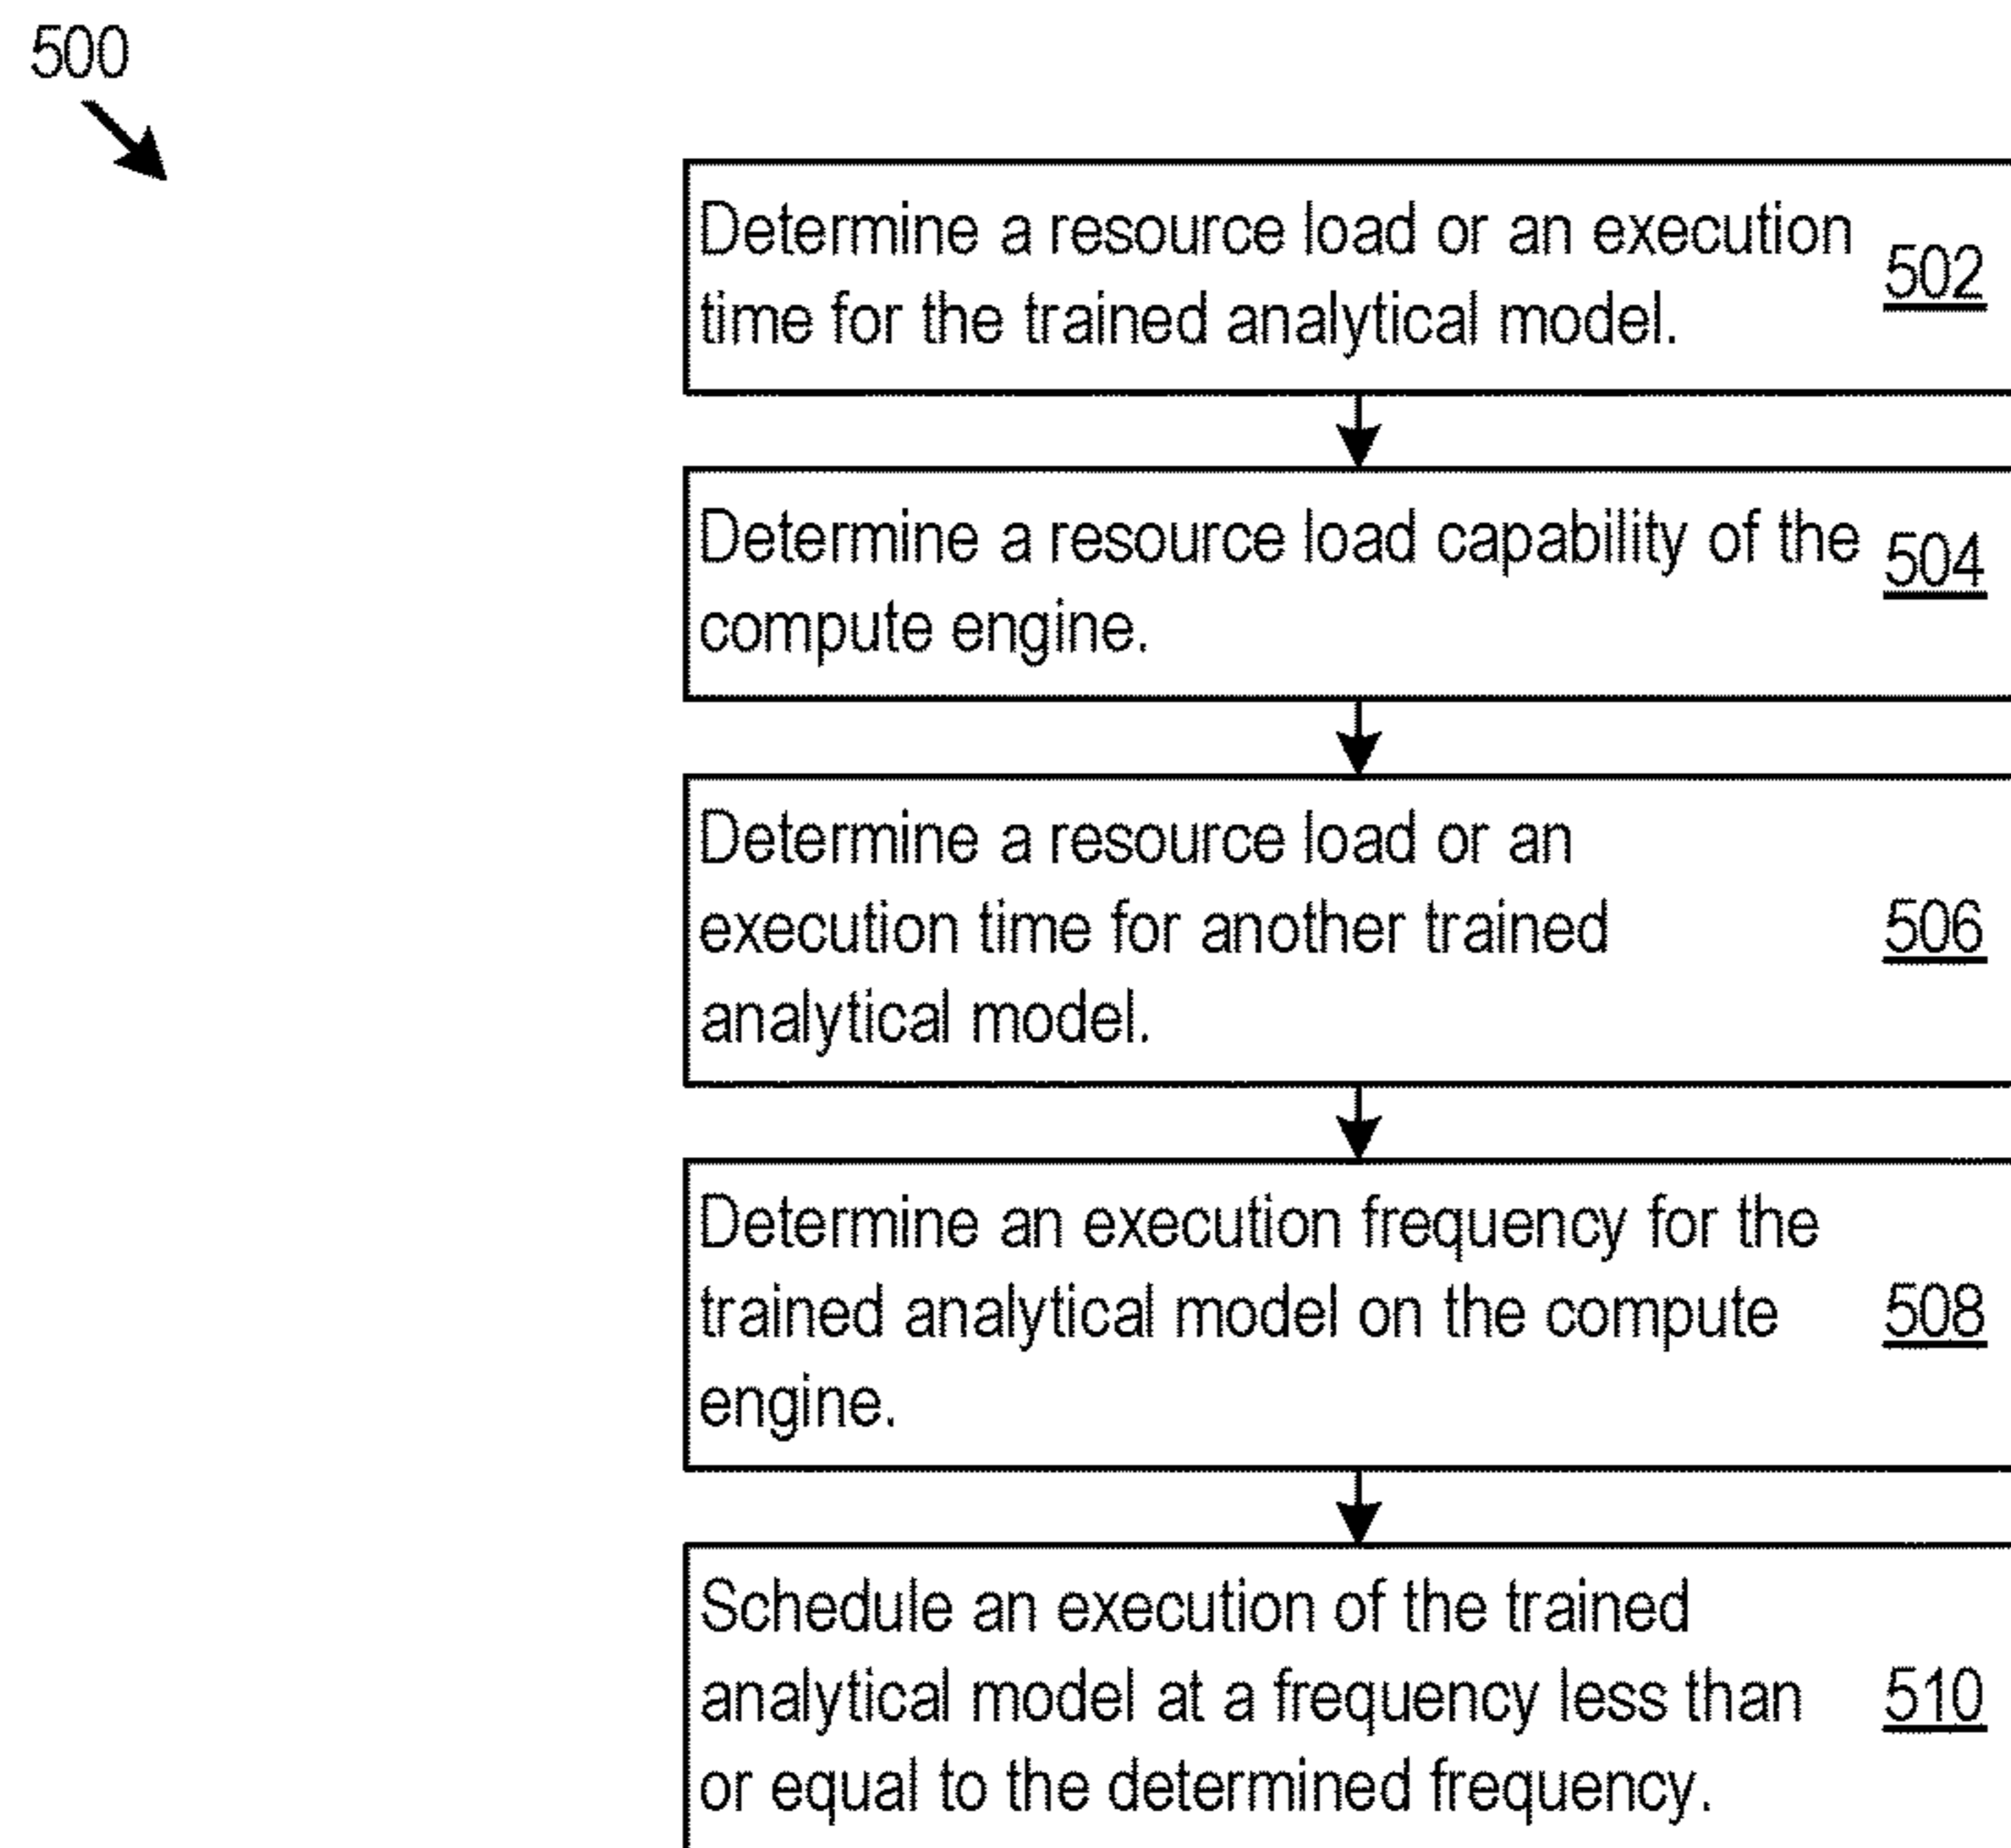 500
Determine a resource load or an execution
time for the trained analytical model.
502
Determine a resource load capability of the
compute engine.
504
Determine a resource load or an
execution time for another trained
analytical model.
506
Determine an execution frequency for the
trained analytical model on the compute
engine.
508
Schedule an execution of the trained
analytical model at a frequency less than
or equal to the determined frequency.
510